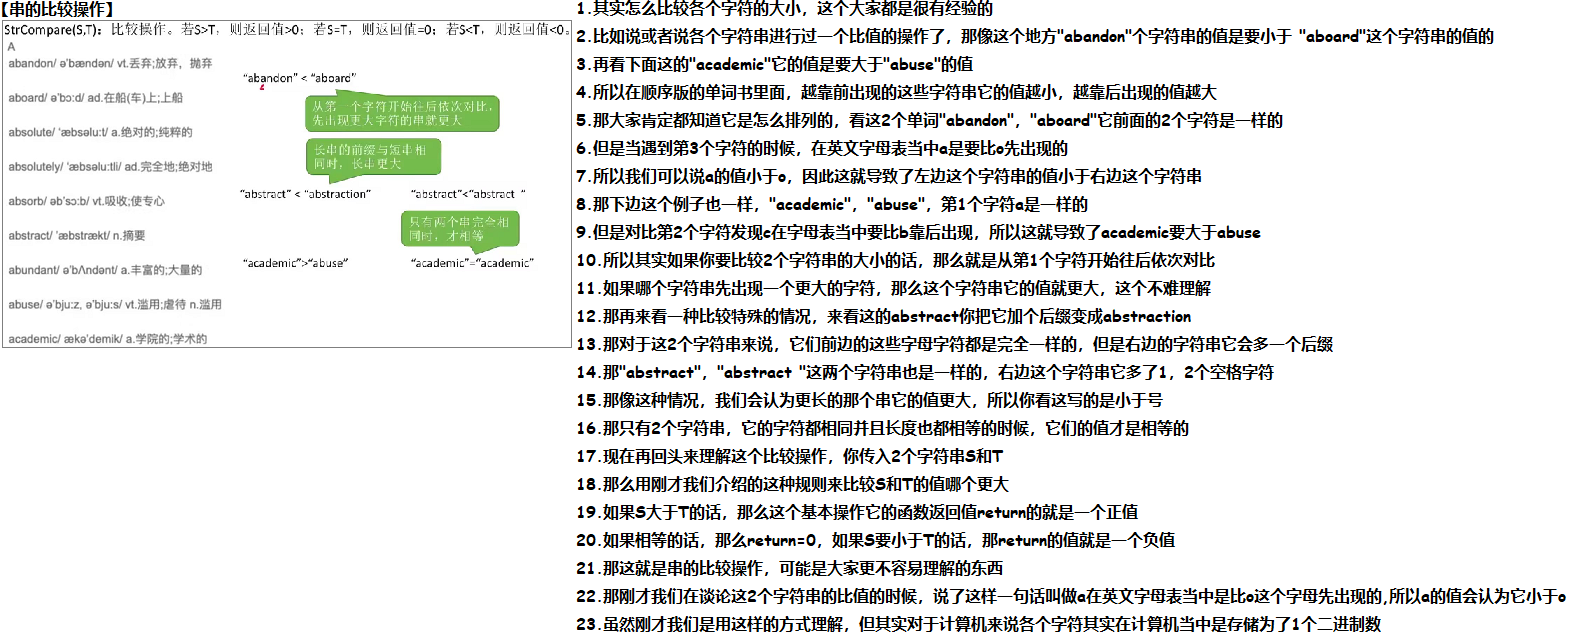 【串的比较操作】
StrCompare(S,T)：比较操作。若S>T，则返回值>0；若S=T，则返回值=0；若S<T，则返回值<0。
A
abandon/ ə'bændən/ vt.丢弃;放弃，抛弃
"abandon" < "aboard"
aboard/ ə'bɔ:d/ ad.在船(车)上;上船
从第一个字符开始往后依次对比，
先出现更大字符的串就更大
absolute/ 'æbsəlu:t/ a.绝对的;纯粹的
长串的前缀与短串相
同时，长串更大
absolutely/ 'æbsəlu:tli/ ad.完全地;绝对地
absorb/ əb'sɔ:b/ vt.吸收;使专心
"abstract" < "abstraction"
"abstract"<"abstract  "
abstract/ 'æbstrækt/ n.摘要
只有两个串完全相
同时，才相等
abundant/ ə'bΛndənt/ a.丰富的;大量的
"academic">"abuse"
"academic"="academic"
abuse/ ə'bju:z, ə'bju:s/ vt.滥用;虐待 n.滥用
academic/ ækə'demik/ a.学院的;学术的
1.其实怎么比较各个字符的大小，这个大家都是很有经验的
2.比如说或者说各个字符串进行过一个比值的操作了，那像这个地方"abandon"个字符串的值是要小于 "aboard"这个字符串的值的
3.再看下面这的"academic"它的值是要大于"abuse"的值
4.所以在顺序版的单词书里面，越靠前出现的这些字符串它的值越小，越靠后出现的值越大
5.那大家肯定都知道它是怎么排列的，看这2个单词"abandon"，"aboard"它前面的2个字符是一样的
6.但是当遇到第3个字符的时候，在英文字母表当中a是要比o先出现的
7.所以我们可以说a的值小于o，因此这就导致了左边这个字符串的值小于右边这个字符串
8.那下边这个例子也一样，"academic"，"abuse"，第1个字符a是一样的
9.但是对比第2个字符发现c在字母表当中要比b靠后出现，所以这就导致了academic要大于abuse
10.所以其实如果你要比较2个字符串的大小的话，那么就是从第1个字符开始往后依次对比
11.如果哪个字符串先出现一个更大的字符，那么这个字符串它的值就更大，这个不难理解
12.那再来看一种比较特殊的情况，来看这的abstract你把它加个后缀变成abstraction
13.那对于这2个字符串来说，它们前边的这些字母字符都是完全一样的，但是右边的字符串它会多一个后缀
14.那"abstract"，"abstract "这两个字符串也是一样的，右边这个字符串它多了1，2个空格字符
15.那像这种情况，我们会认为更长的那个串它的值更大，所以你看这写的是小于号
16.那只有2个字符串，它的字符都相同并且长度也都相等的时候，它们的值才是相等的
17.现在再回头来理解这个比较操作，你传入2个字符串S和T
18.那么用刚才我们介绍的这种规则来比较S和T的值哪个更大
19.如果S大于T的话，那么这个基本操作它的函数返回值return的就是一个正值
20.如果相等的话，那么return=0，如果S要小于T的话，那return的值就是一个负值
21.那这就是串的比较操作，可能是大家更不容易理解的东西
22.那刚才我们在谈论这2个字符串的比值的时候，说了这样一句话叫做a在英文字母表当中是比o这个字母先出现的,所以a的值会认为它小于o
23.虽然刚才我们是用这样的方式理解，但其实对于计算机来说各个字符其实在计算机当中是存储为了1个二进制数